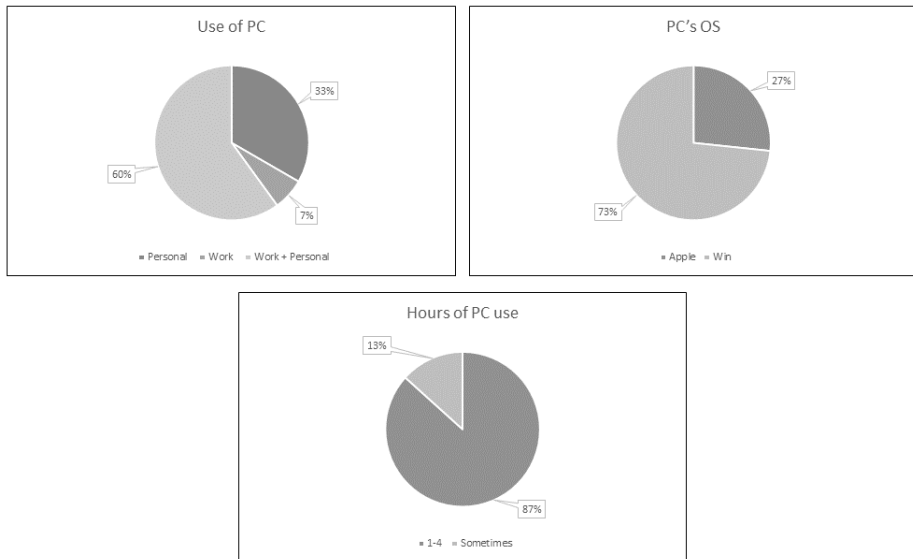 Use of PC
33%
60%
7%
Personal Work Work + Personal
PC's OS
27%
73%
Apple Win
Hours of PC use
13%
87%
1-4 Sometimes